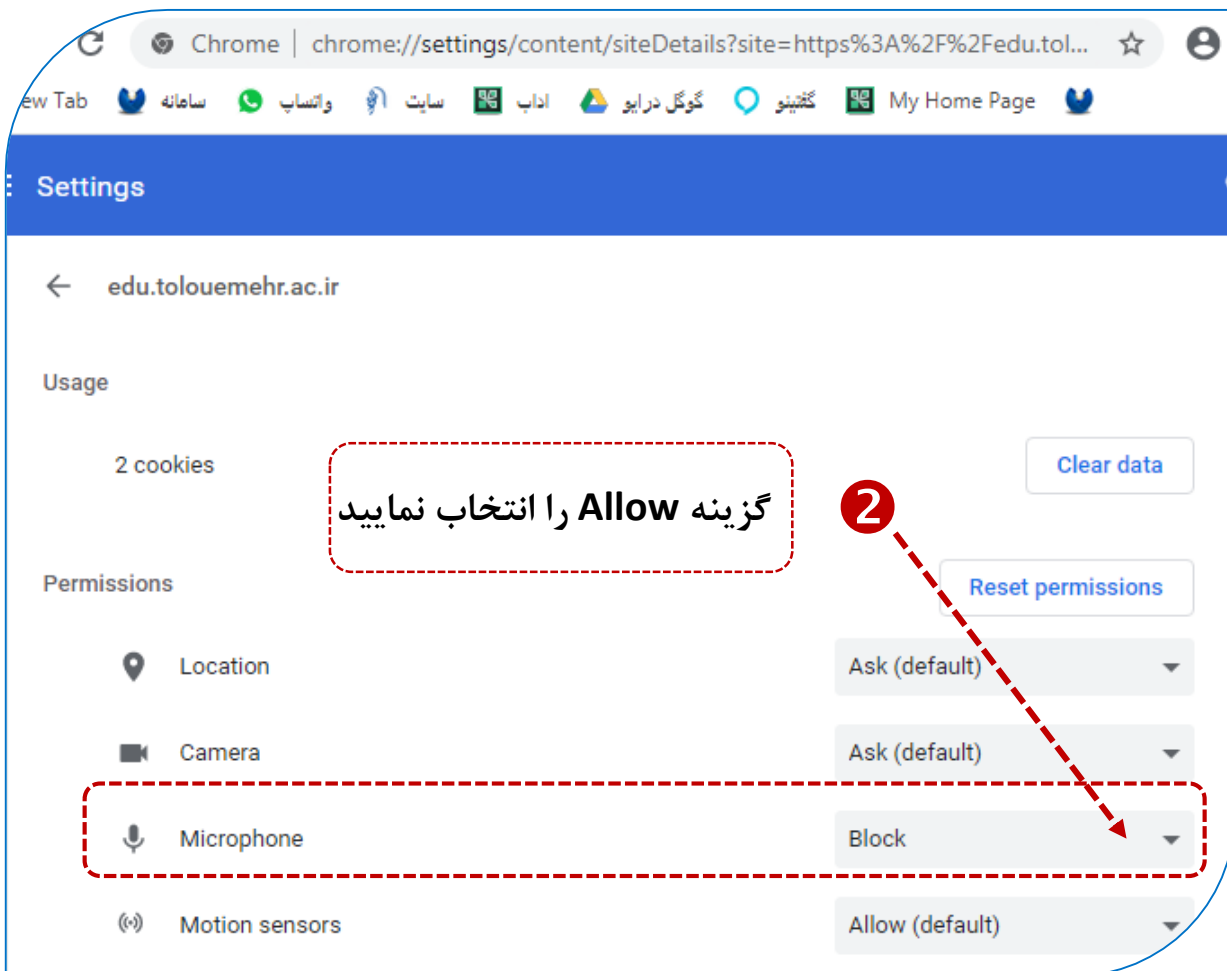 Chrome | chrome://settings/content/siteDetails?site=https%3A%2F%2Fedu.tol...
ew Tab سامانه واتساپ سایت اداب گوگل درایو گفتینو My Home Page
Settings
edu.tolouemehr.ac.ir
Usage
2 cookies
Clear data
گزینه Allow را انتخاب نمایید
2
Permissions
Reset permissions
Location Ask (default)
Camera Ask (default)
Microphone Block
Motion sensors Allow (default)